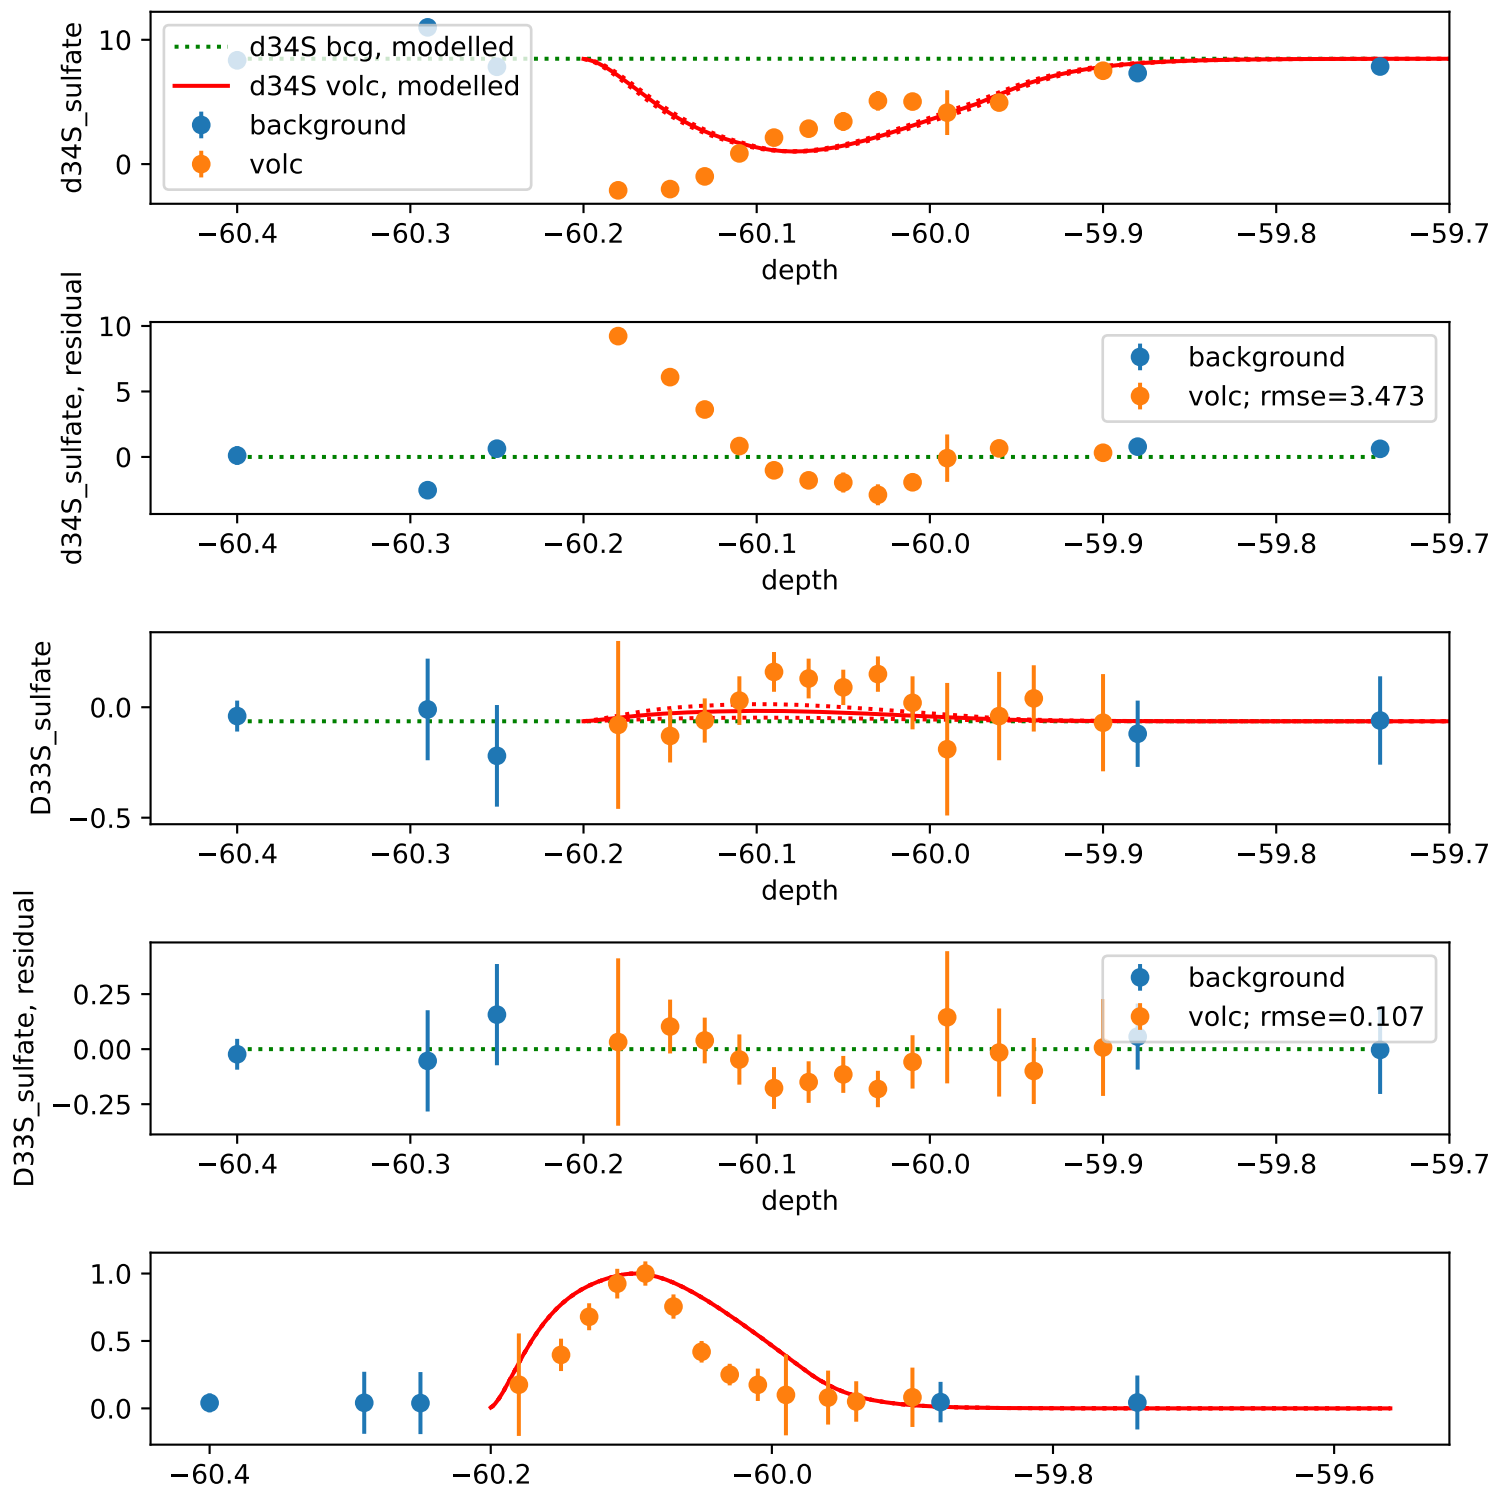 d34S_sulfate
10
0
d34S bcg, modelled
d34S volc, modelled
background
volc
−60.4 −60.3 −60.2 −60.1 −60.0 −59.9 −59.8 −59.7
depth
d34S_sulfate, residual
10
5
0
background
volc; rmse=3.473
−60.4 −60.3 −60.2 −60.1 −60.0 −59.9 −59.8 −59.7
depth
D33S_sulfate
0.0
−0.5
−60.4 −60.3 −60.2 −60.1 −60.0 −59.9 −59.8 −59.7
depth
D33S_sulfate, residual
0.25
0.00
−0.25
background
volc; rmse=0.107
−60.4 −60.3 −60.2 −60.1 −60.0 −59.9 −59.8 −59.7
depth
1.0
0.5
0.0
−60.4 −60.2 −60.0 −59.8 −59.6